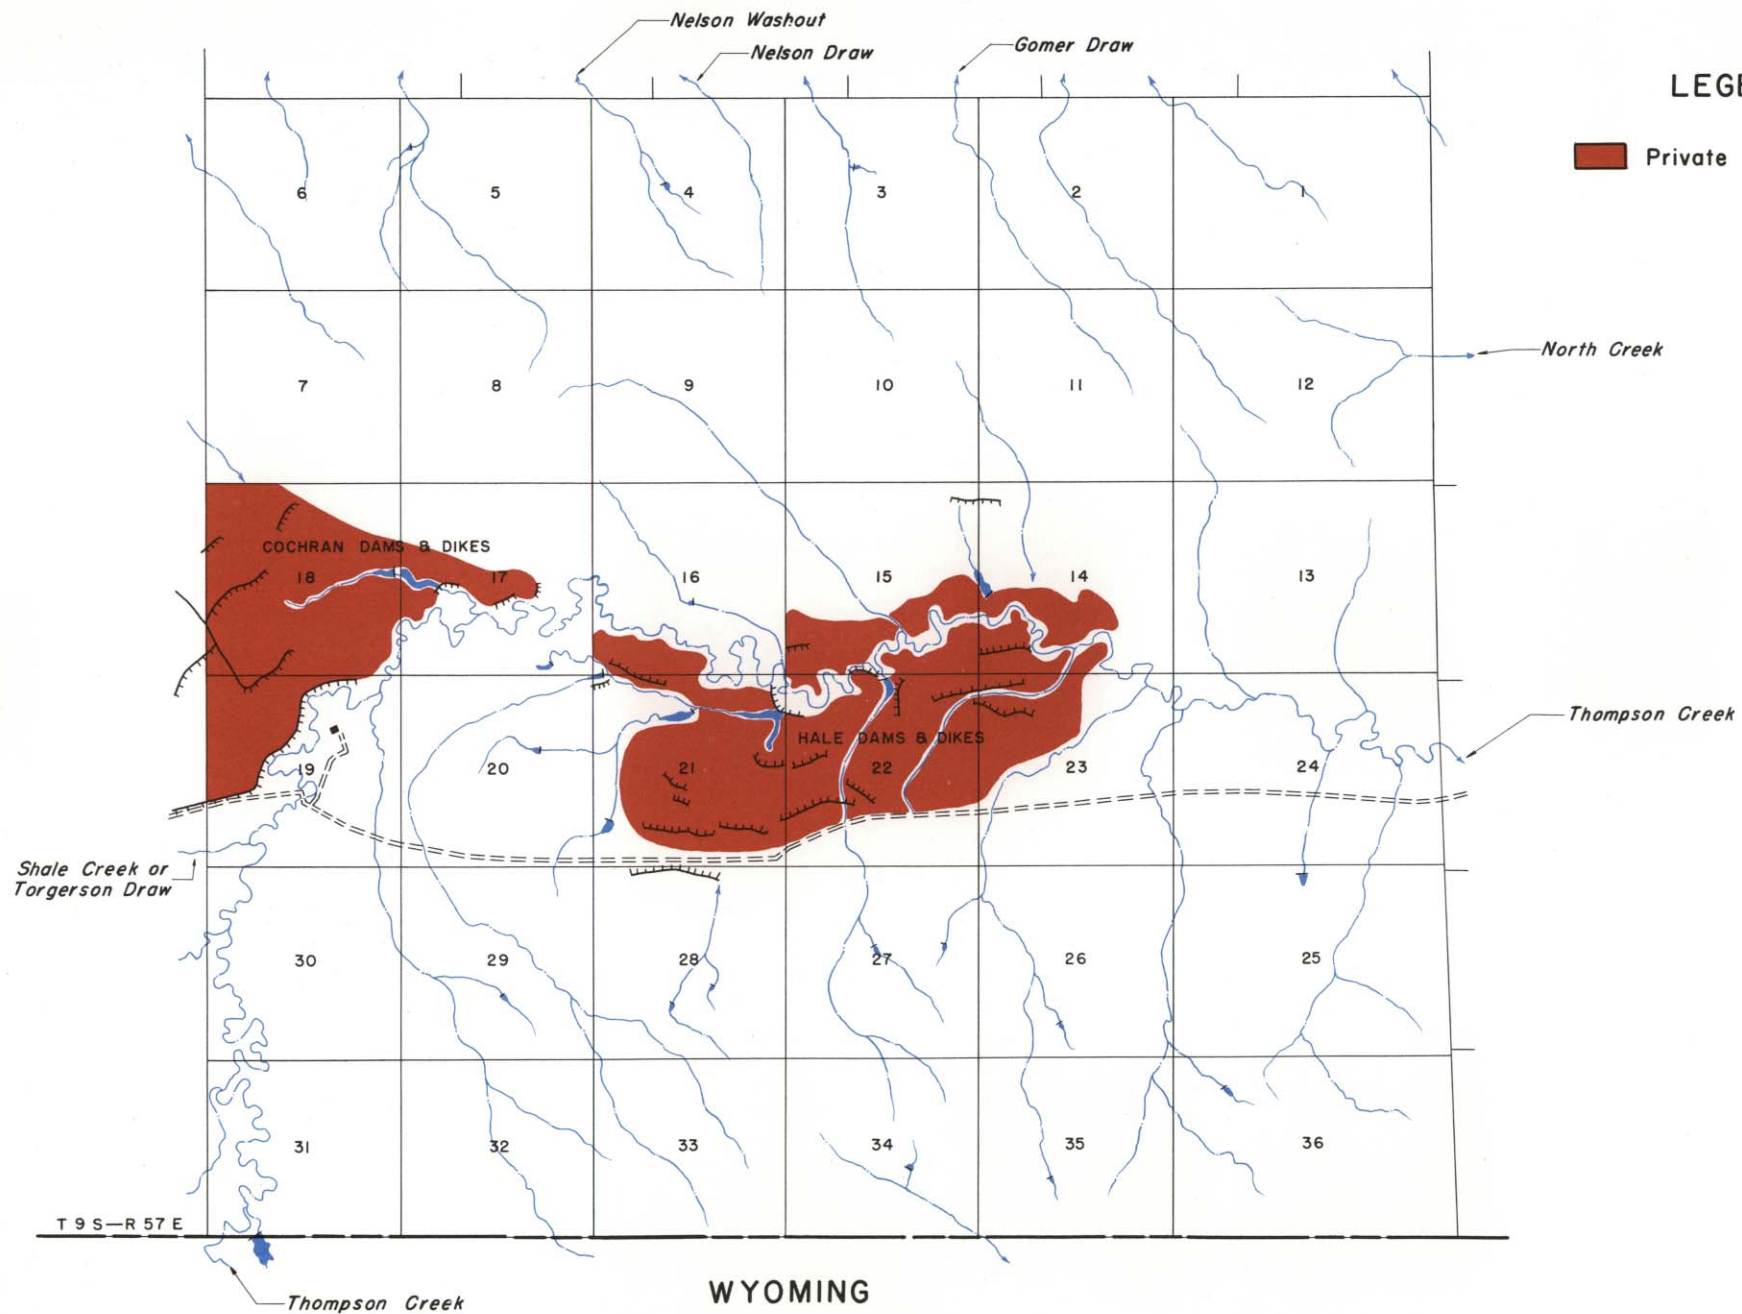 Nelson Washout
Nelson Draw
Gomer Draw
Private
6
5
4
3
2
1
North Creek
7
8
9
10
11
12
COCHRAN DAMS & DIKES
18
17
16
15
14
13
Thompson Creek
HALE DAMS & DIKES
19
20
21
22
23
24
Shale Creek or
Torgerson Draw
30
29
28
27
26
25
31
32
33
34
35
36
T 9 S—R 57 E
WYOMING
Thompson Creek